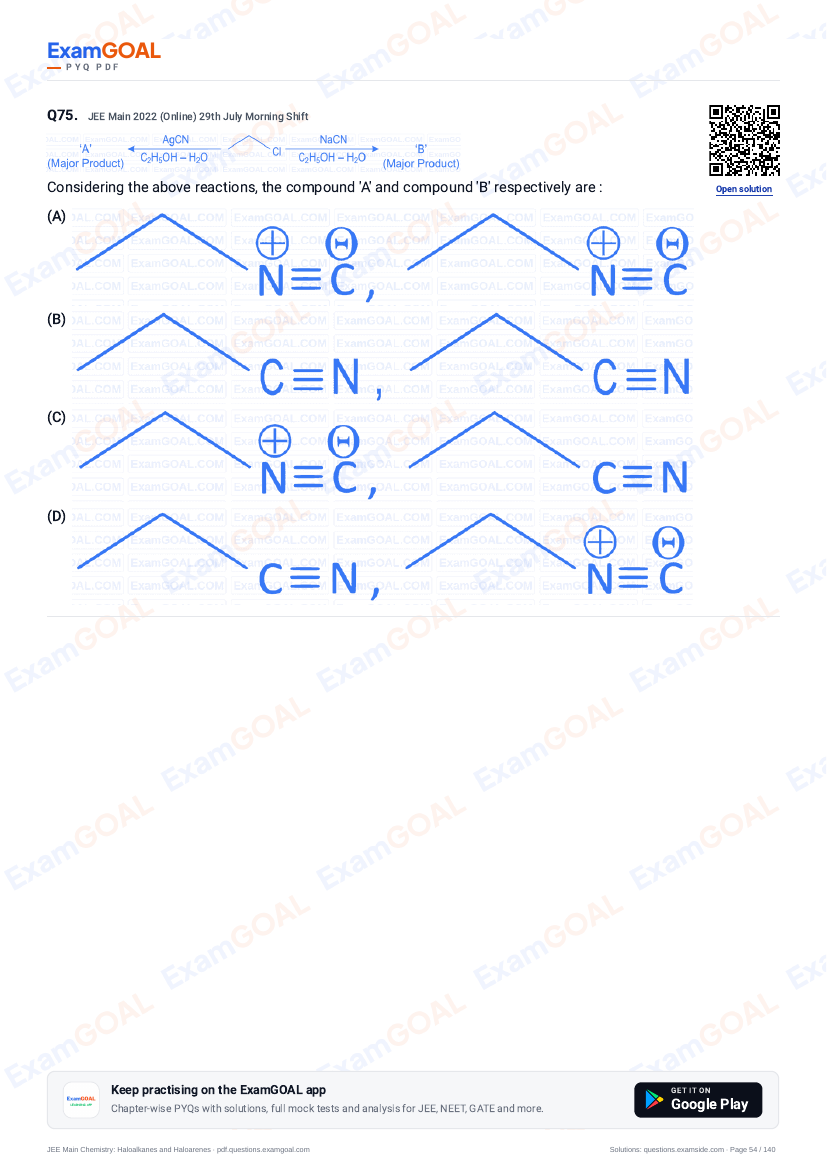 ExamGOAL
PYQ PDF
Q75. JEE Main 2022 (Online) 29th July Morning Shift
'A' (Major Product) AgCN C₂H₅OH – H₂O Cl NaCN C₂H₅OH – H₂O 'B' (Major Product)
Open solution
Considering the above reactions, the compound 'A' and compound 'B' respectively are :
(A) N≡C, N≡C
(B) C≡N, C≡N
(C) N≡C, C≡N
(D) C≡N, N≡C
Keep practising on the ExamGOAL app
Chapter-wise PYQs with solutions, full mock tests and analysis for JEE, NEET, GATE and more.
GET IT ON
Google Play
JEE Main Chemistry: Haloalkanes and Haloarenes · pdf.questions.examgoal.com
Solutions: questions.examside.com · Page 54 / 140